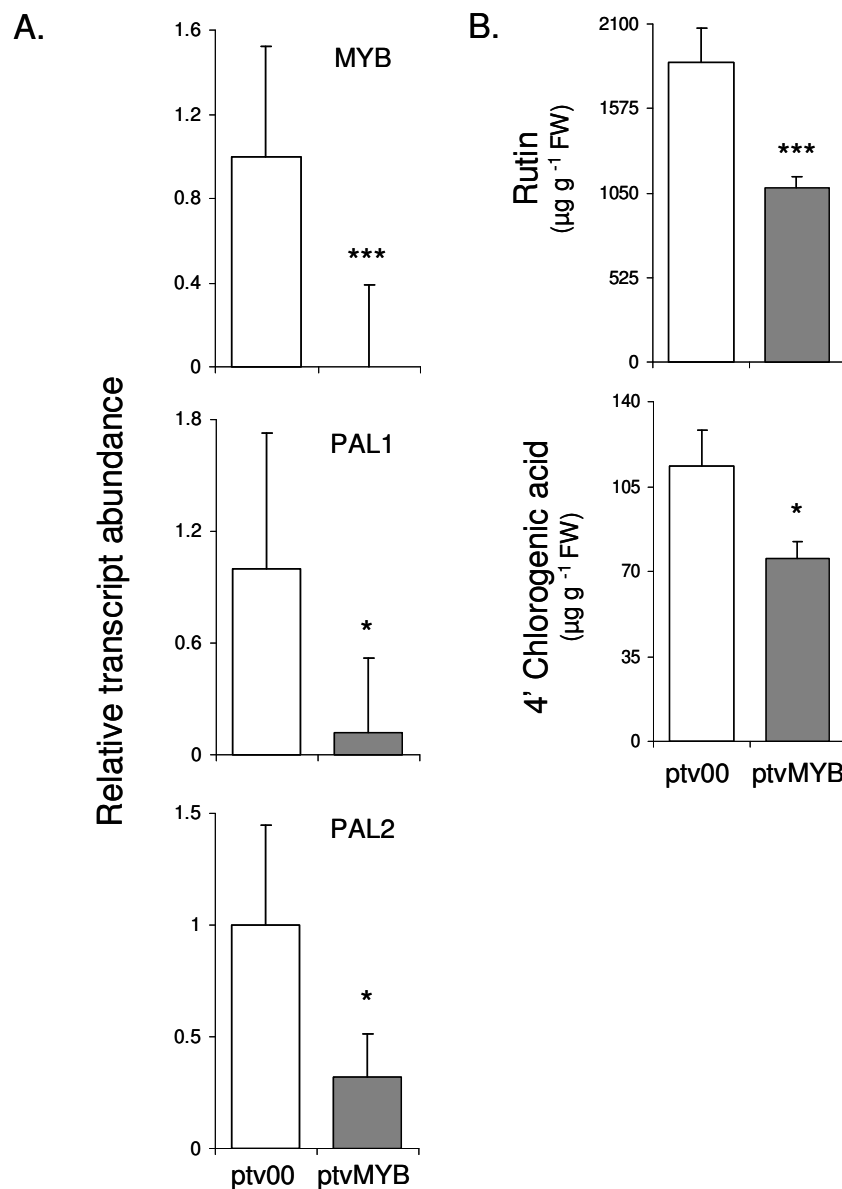 A.
1.6
MYB
1.2
0.8
***
0.4
0
Relative transcript abundance
1.8
PAL1
1.2
*
0.6
0
1.5
PAL2
1
*
0.5
0
ptv00 ptvMYB
B.
2100
Rutin
(µg g -1 FW)
1575
***
1050
525
0
4' Chlorogenic acid
(µg g -1 FW)
140
105
*
70
35
0
ptv00 ptvMYB